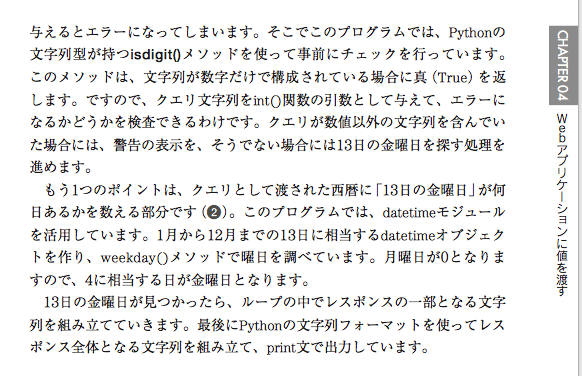 与えるとエラーになってしまいます。そこでこのプログラムでは、Pythonの
文字列型が持つisdigit()メソッドを使って事前にチェックを行っています。
このメソッドは、文字列が数字だけで構成されている場合に真（True）を返
します。ですので、クエリ文字列をint()関数の引数として与えて、エラーに
なるかどうかを検査できるわけです。クエリが数値以外の文字列を含んでい
た場合には、警告の表示を、そうでない場合には13日の金曜日を探す処理を
進めます。
　もう1つのポイントは、クエリとして渡された西暦に「13日の金曜日」が何
日あるかを数える部分です（❷）。このプログラムでは、datetimeモジュール
を活用しています。1月から12月までの13日に相当するdatetimeオブジェク
トを作り、weekday()メソッドで曜日を調べています。月曜日が0となりま
すので、4に相当する日が金曜日となります。
　13日の金曜日が見つかったら、ループの中でレスポンスの一部となる文字
列を組み立てていきます。最後にPythonの文字列フォーマットを使ってレス
ポンス全体となる文字列を組み立て、print文で出力しています。
CHAPTER 04
Webアプリケーションに値を渡す